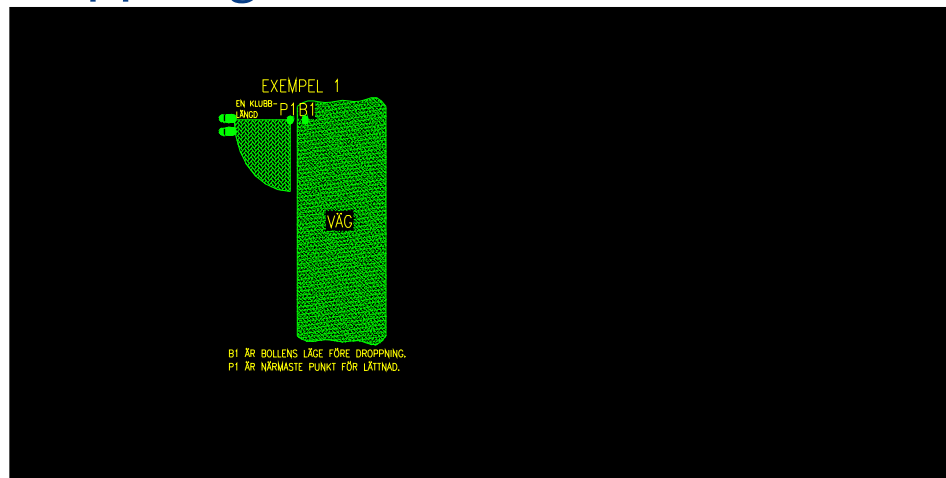 EXEMPEL 1
EN KLUBB-
LÄNGD
P1 B1
VÄG
B1 ÄR BOLLENS LÄGE FÖRE DROPPNING.
P1 ÄR NÄRMASTE PUNKT FÖR LÄTTNAD.